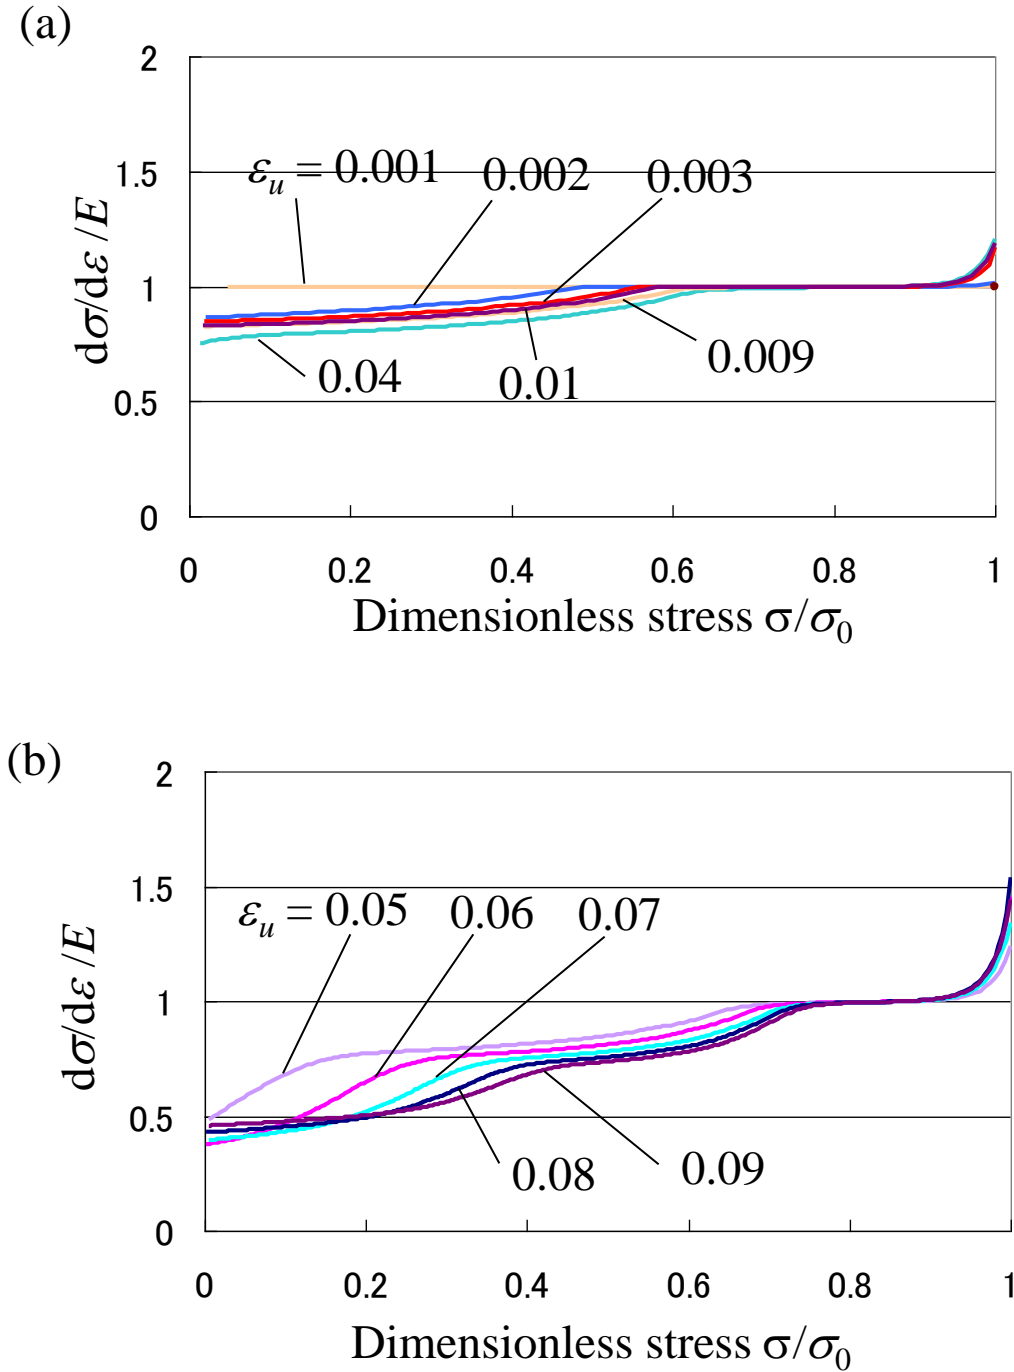 (a)
2
1.5
εu = 0.001 0.002 0.003
1
0.04 0.01 0.009
0.5
0
dσ/dε /E
0 0.2 0.4 0.6 0.8 1
Dimensionless stress σ/σ0
(b)
2
1.5
εu = 0.05 0.06 0.07
1
0.5
0.08 0.09
0
dσ/dε /E
0 0.2 0.4 0.6 0.8 1
Dimensionless stress σ/σ0